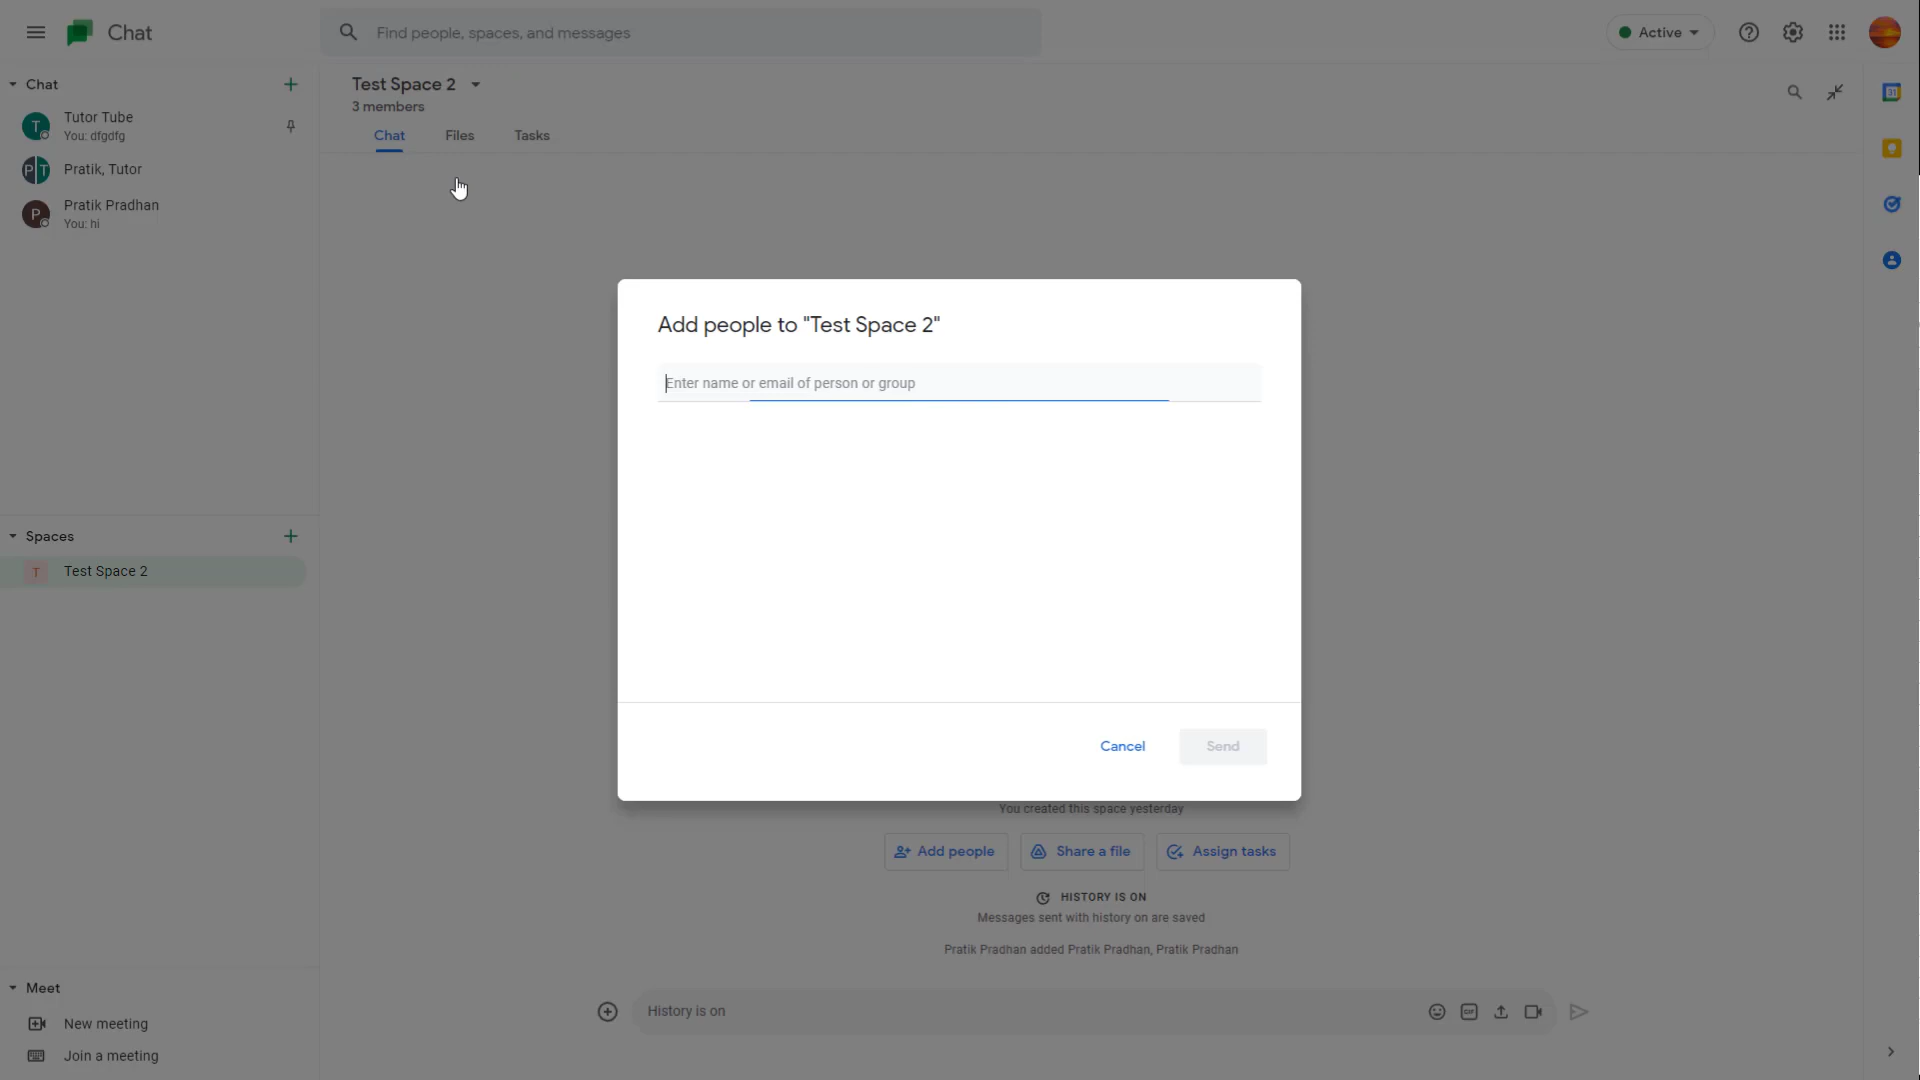 Chat
Find people, spaces, and messages
Active
Chat
Tutor Tube
You: dfgdfg
Pratik, Tutor
Pratik Pradhan
You: hi
Test Space 2
3 members
Chat Files Tasks
Add people to "Test Space 2"
Enter name or email of person or group
Cancel Send
Spaces
Test Space 2
You created this space yesterday
Add people Share a file Assign tasks
HISTORY IS ON
Messages sent with history on are saved
Pratik Pradhan added Pratik Pradhan, Pratik Pradhan
History is on
GIF
Meet
New meeting
Join a meeting
T
PT
P
T
31